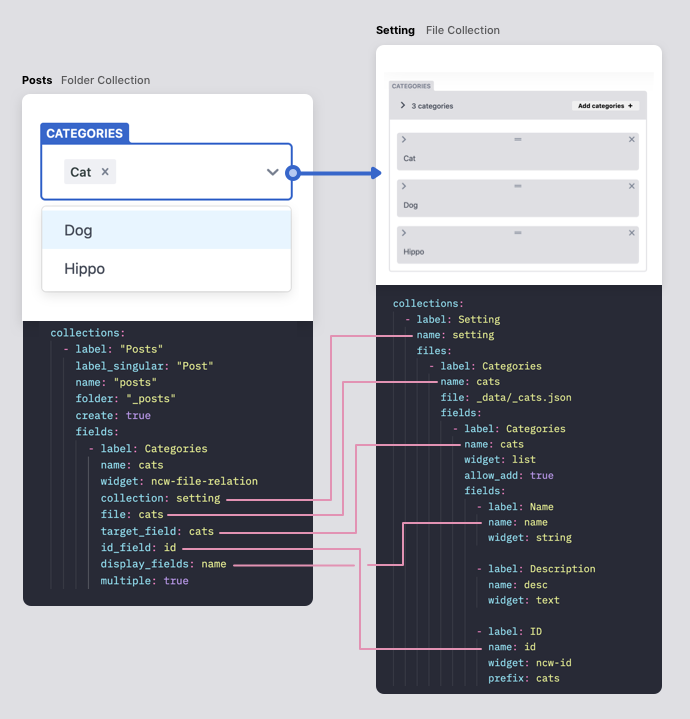 Posts Folder Collection
CATEGORIES
Cat ×
Dog
Hippo
collections:
- label: "Posts"
label_singular: "Post"
name: "posts"
folder: "_posts"
create: true
fields:
- label: Categories
name: cats
widget: ncw-file-relation
collection: setting
file: cats
target_field: cats
id_field: id
display_fields: name
multiple: true
Setting File Collection
CATEGORIES
3 categories Add categories +
Cat
Dog
Hippo
collections:
- label: Setting
name: setting
files:
- label: Categories
name: cats
file: _data/_cats.json
fields:
- label: Categories
name: cats
widget: list
allow_add: true
fields:
- label: Name
name: name
widget: string
- label: Description
name: desc
widget: text
- label: ID
name: id
widget: ncw-id
prefix: cats